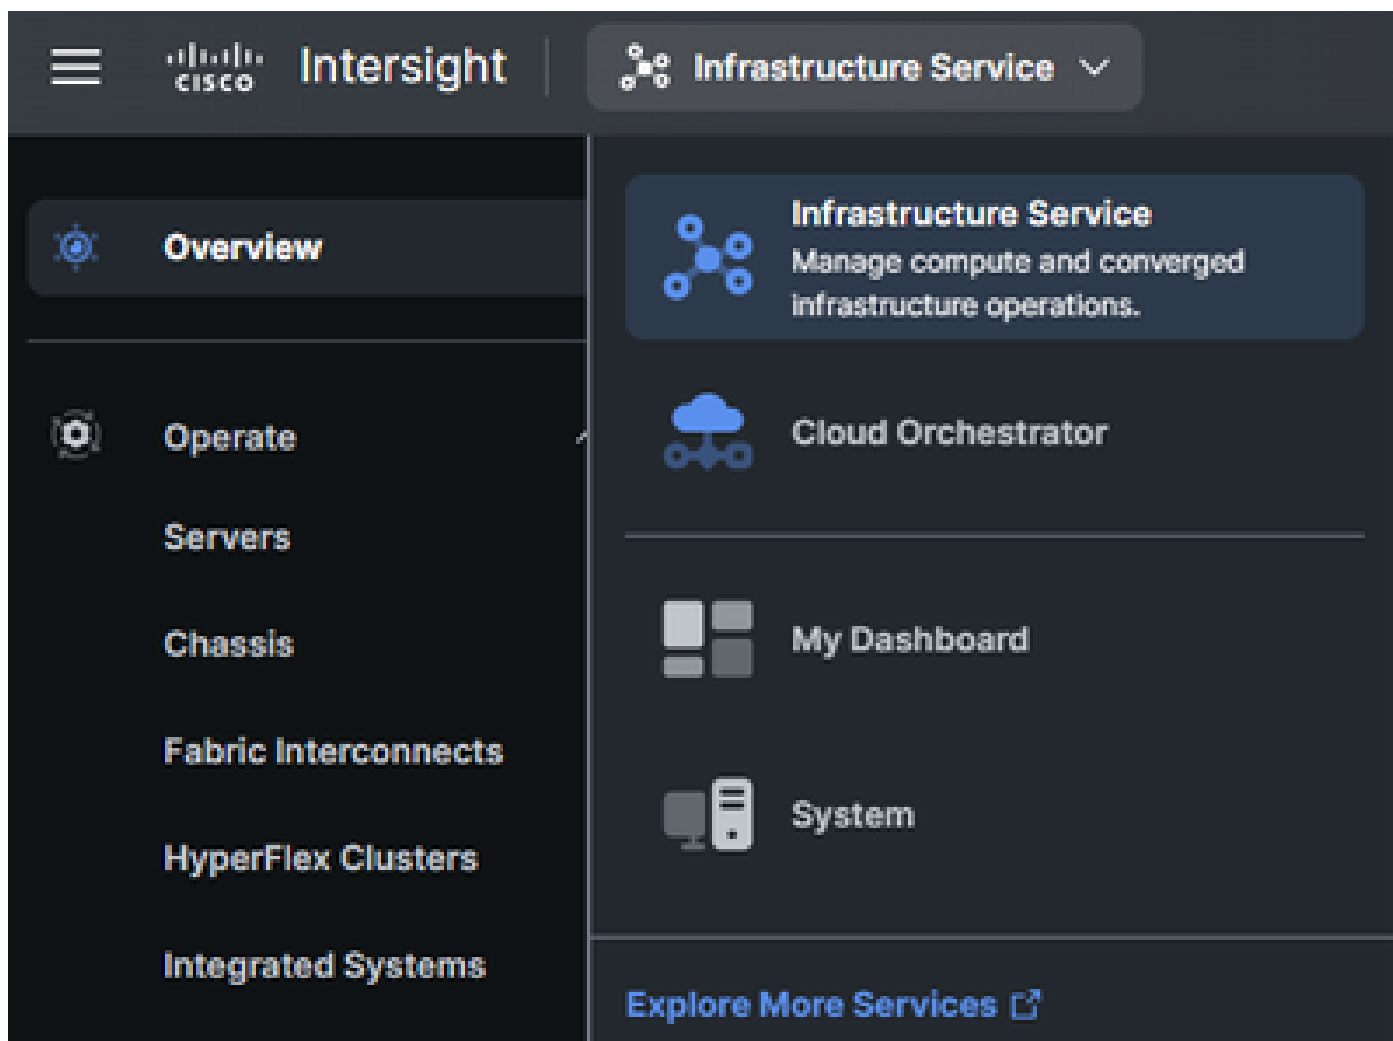 CISCO Intersight Infrastructure Service
Overview
Operate
Servers
Chassis
Fabric Interconnects
HyperFlex Clusters
Integrated Systems
Infrastructure Service
Manage compute and converged
infrastructure operations.
Cloud Orchestrator
My Dashboard
System
Explore More Services